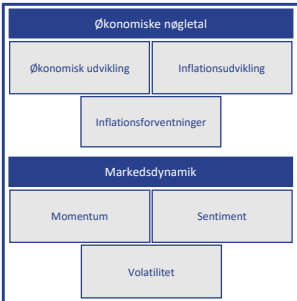 Økonomiske nøgletal
Økonomisk udvikling
Inflationsudvikling
Inflationsforventninger
Markedsdynamik
Momentum
Sentiment
Volatilitet